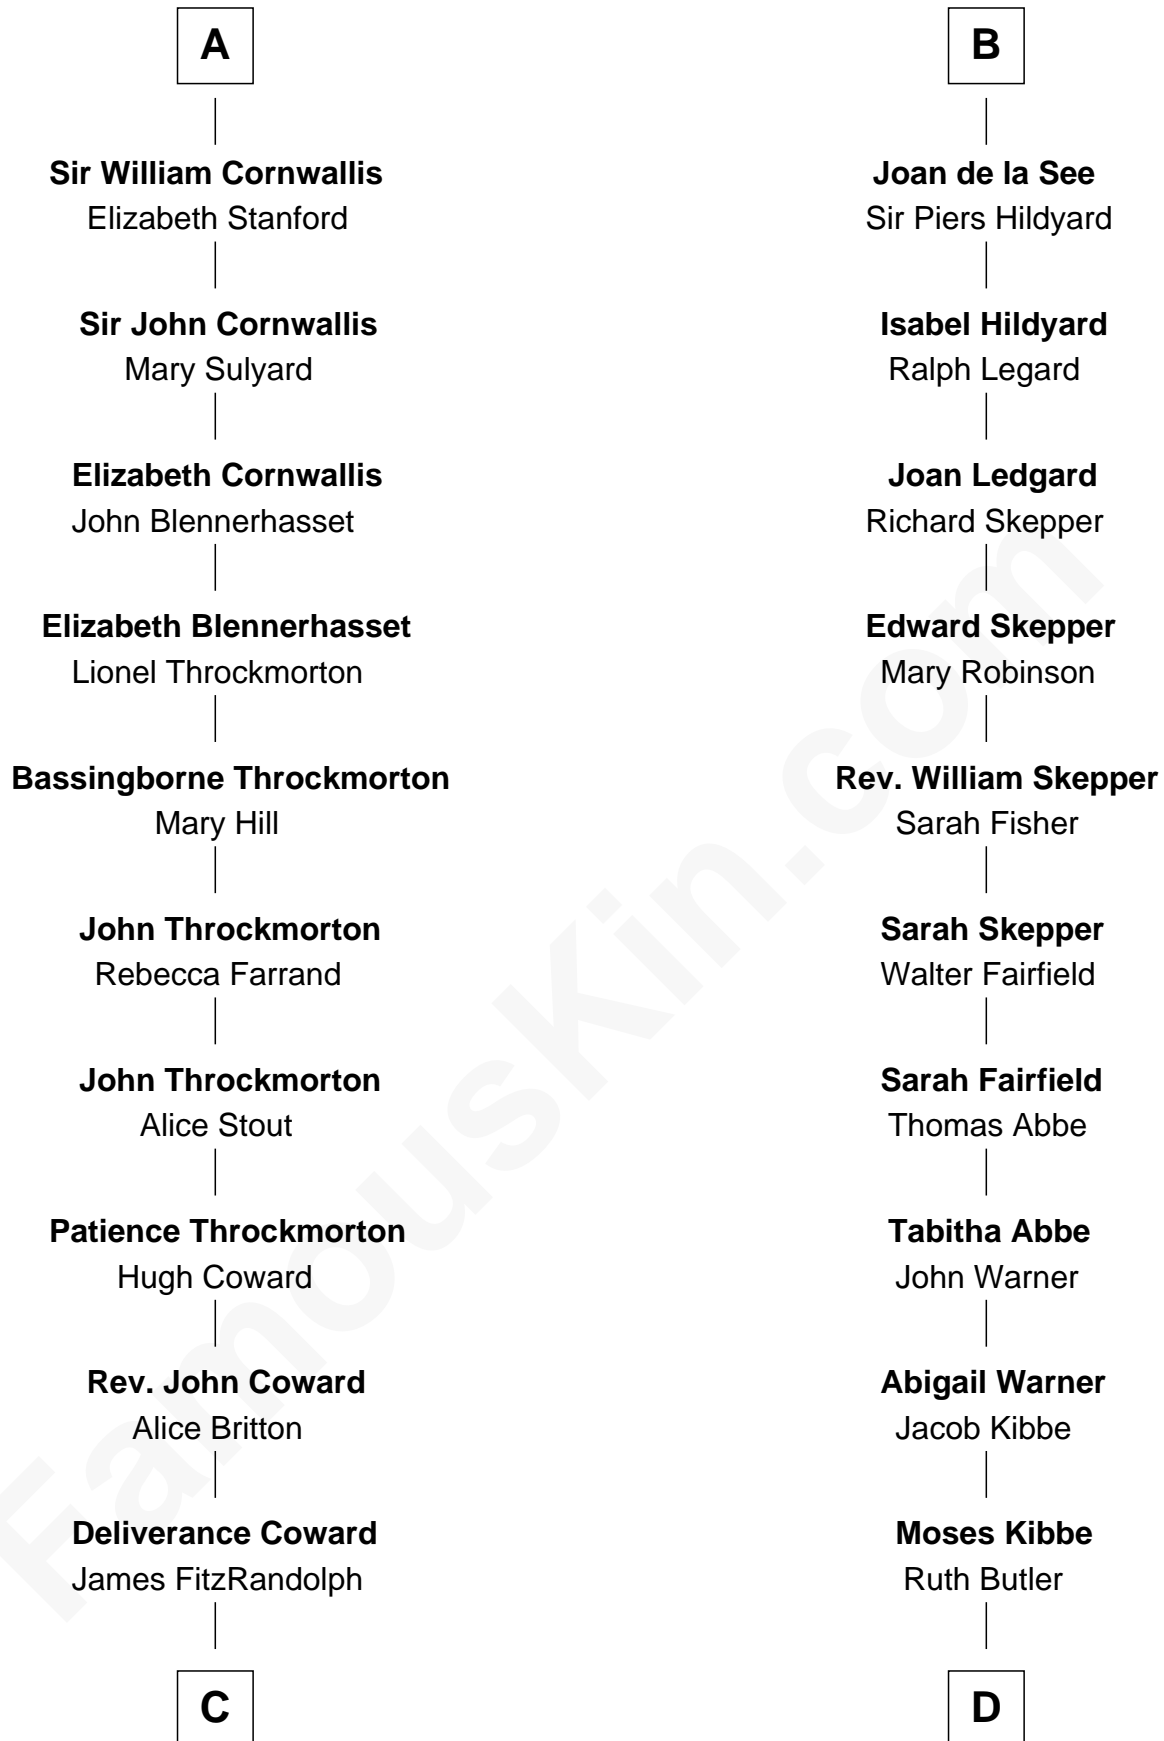 A
Sir William Cornwallis
Elizabeth Stanford
Sir John Cornwallis
Mary Sulyard
Elizabeth Cornwallis
John Blennerhasset
Elizabeth Blennerhasset
Lionel Throckmorton
Bassingborne Throckmorton
Mary Hill
John Throckmorton
Rebecca Farrand
John Throckmorton
Alice Stout
Patience Throckmorton
Hugh Coward
Rev. John Coward
Alice Britton
Deliverance Coward
James FitzRandolph
C
B
Joan de la See
Sir Piers Hildyard
Isabel Hildyard
Ralph Legard
Joan Ledgard
Richard Skepper
Edward Skepper
Mary Robinson
Rev. William Skepper
Sarah Fisher
Sarah Skepper
Walter Fairfield
Sarah Fairfield
Thomas Abbe
Tabitha Abbe
John Warner
Abigail Warner
Jacob Kibbe
Moses Kibbe
Ruth Butler
D
FamousKin.com